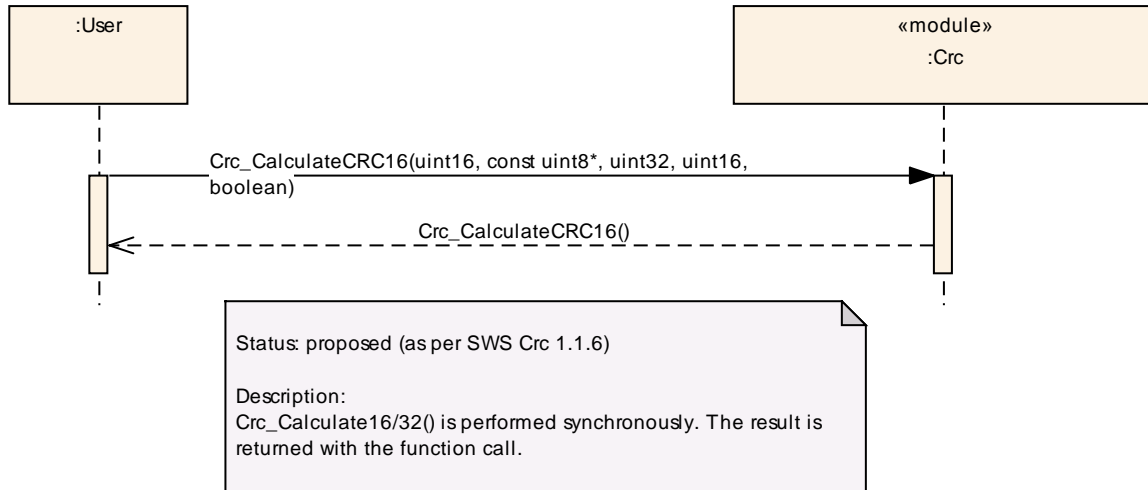 :User
«module»
:Crc
Crc_CalculateCRC16(uint16, const uint8*, uint32, uint16,
boolean)
Crc_CalculateCRC16()
Status: proposed (as per SWS Crc 1.1.6)
Description:
Crc_Calculate16/32() is performed synchronously. The result is
returned with the function call.